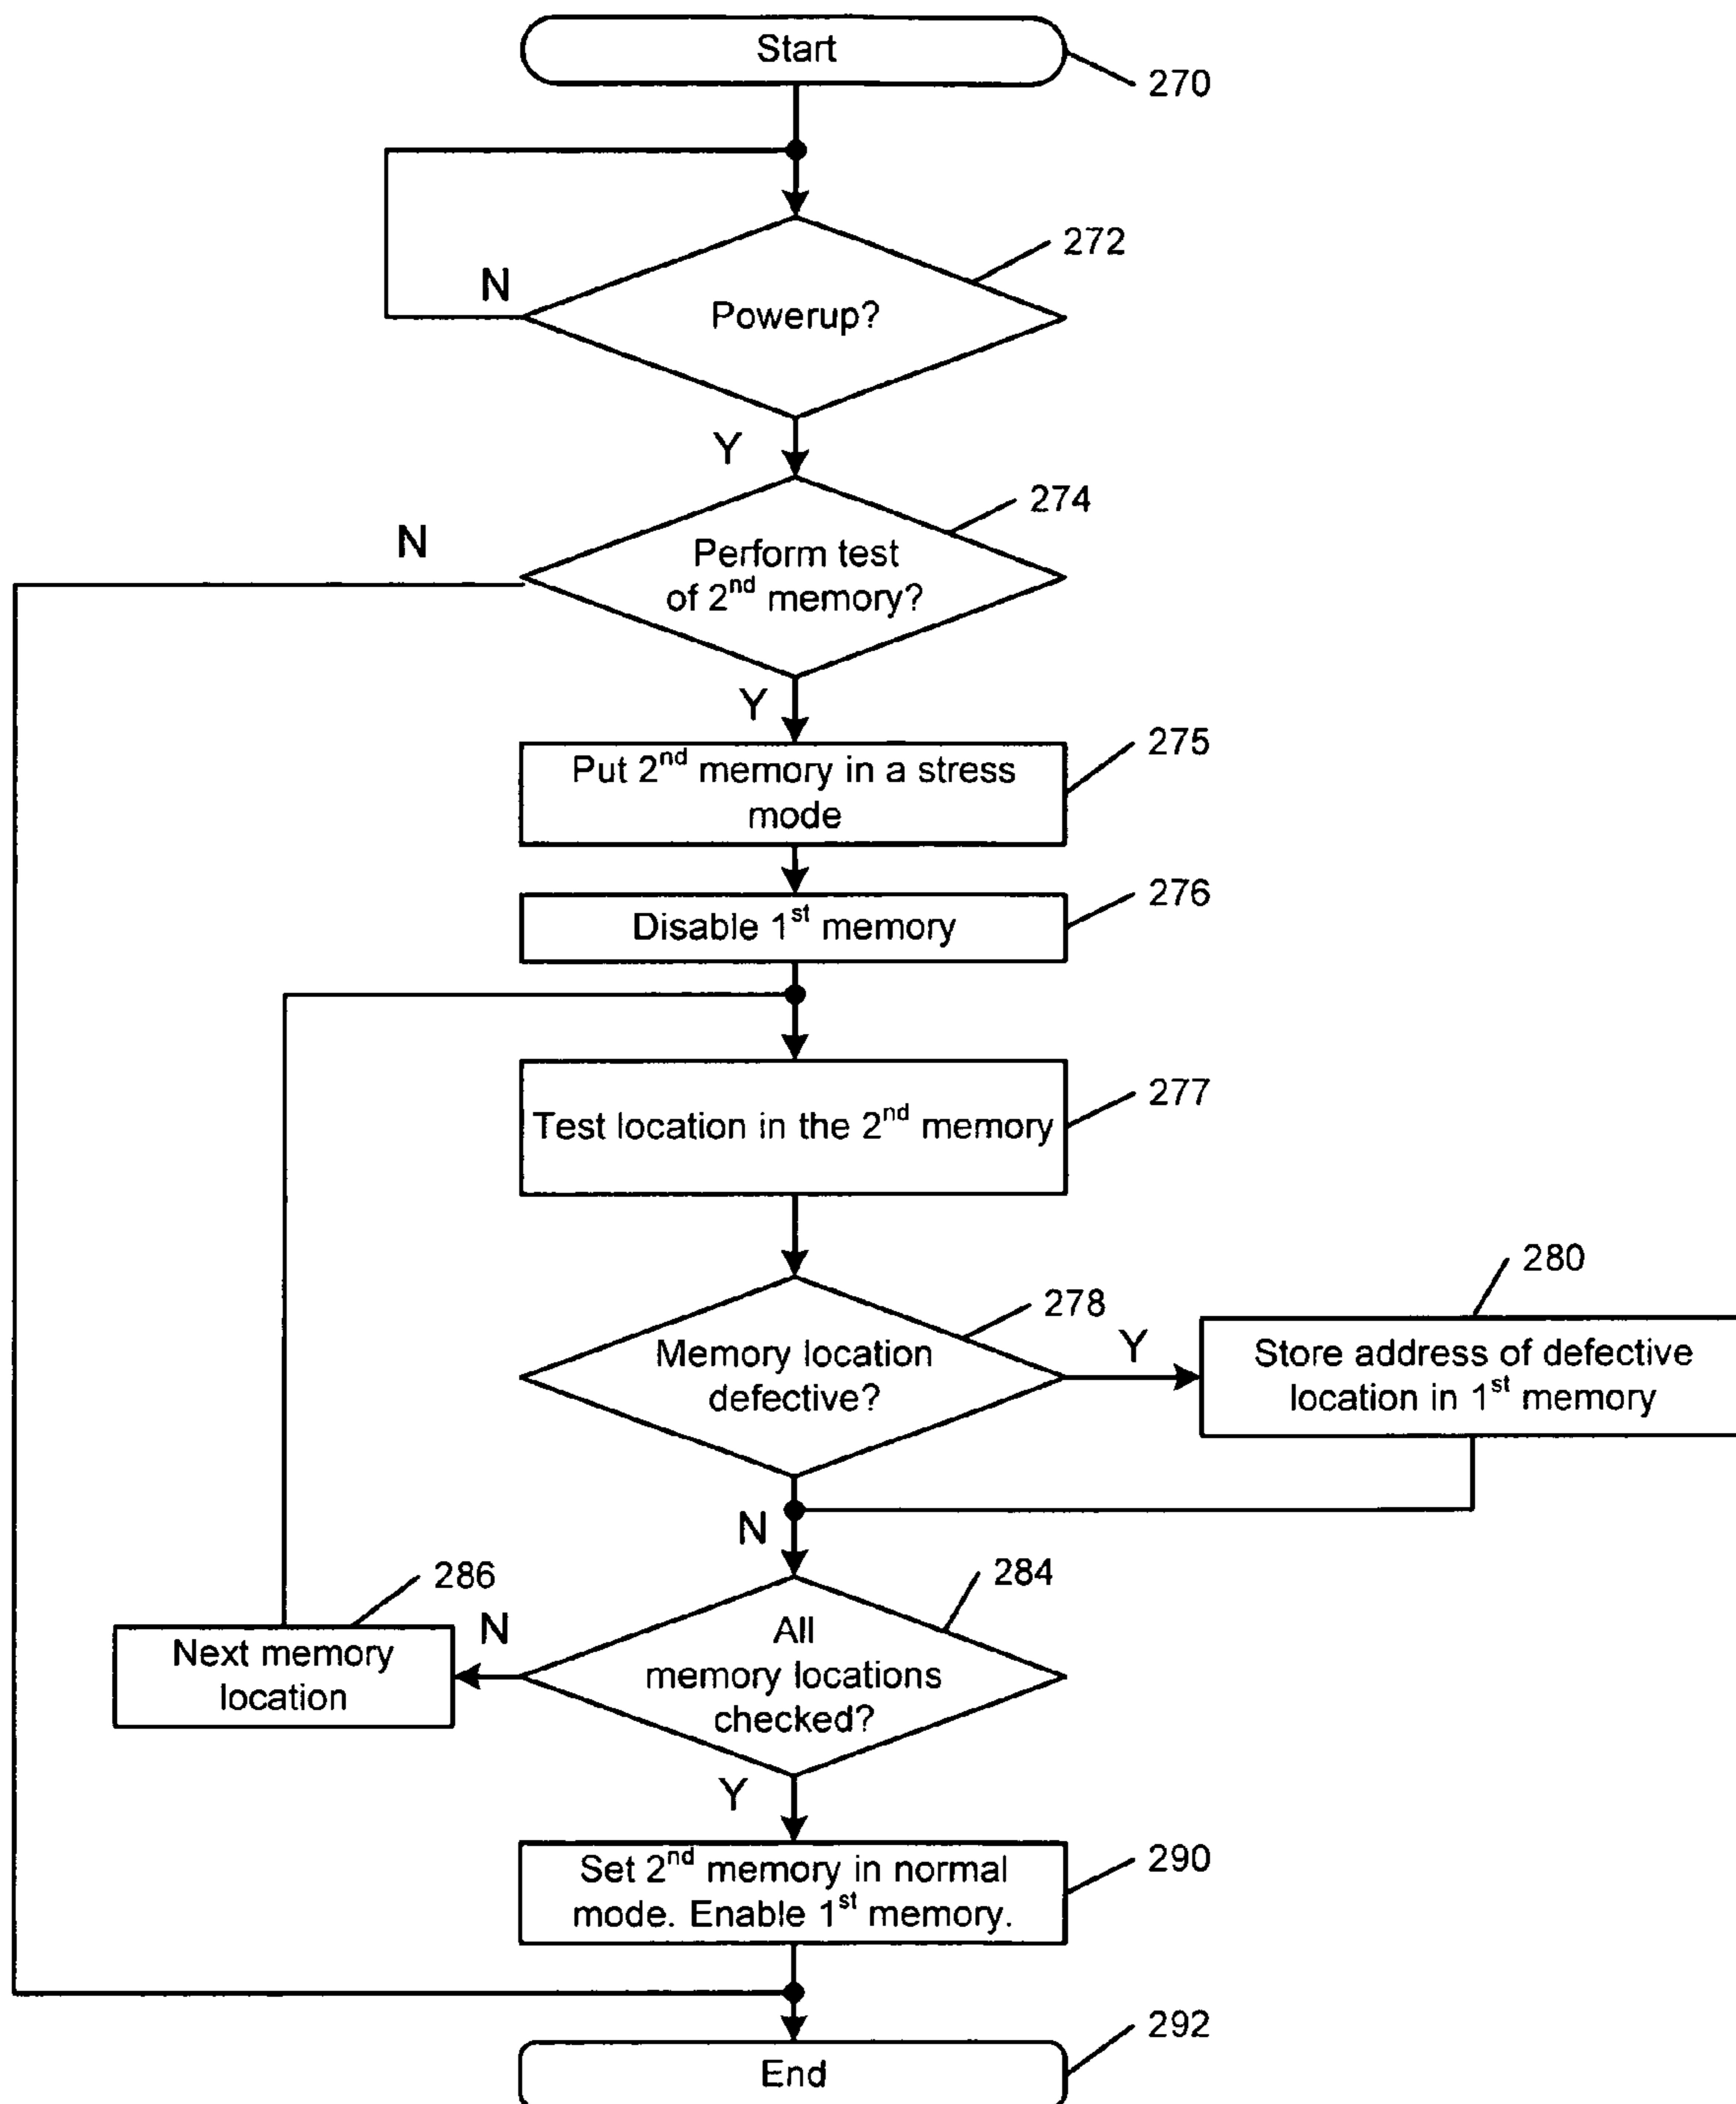 Start
270
272
N
Powerup?
Y
274
N
Perform test
of 2nd memory?
Y
275
Put 2nd memory in a stress
mode
276
Disable 1st memory
277
Test location in the 2nd memory
280
278
Y
Memory location
defective?
Store address of defective
location in 1st memory
N
286
284
N
Next memory
location
All
memory locations
checked?
Y
290
Set 2nd memory in normal
mode. Enable 1st memory.
292
End